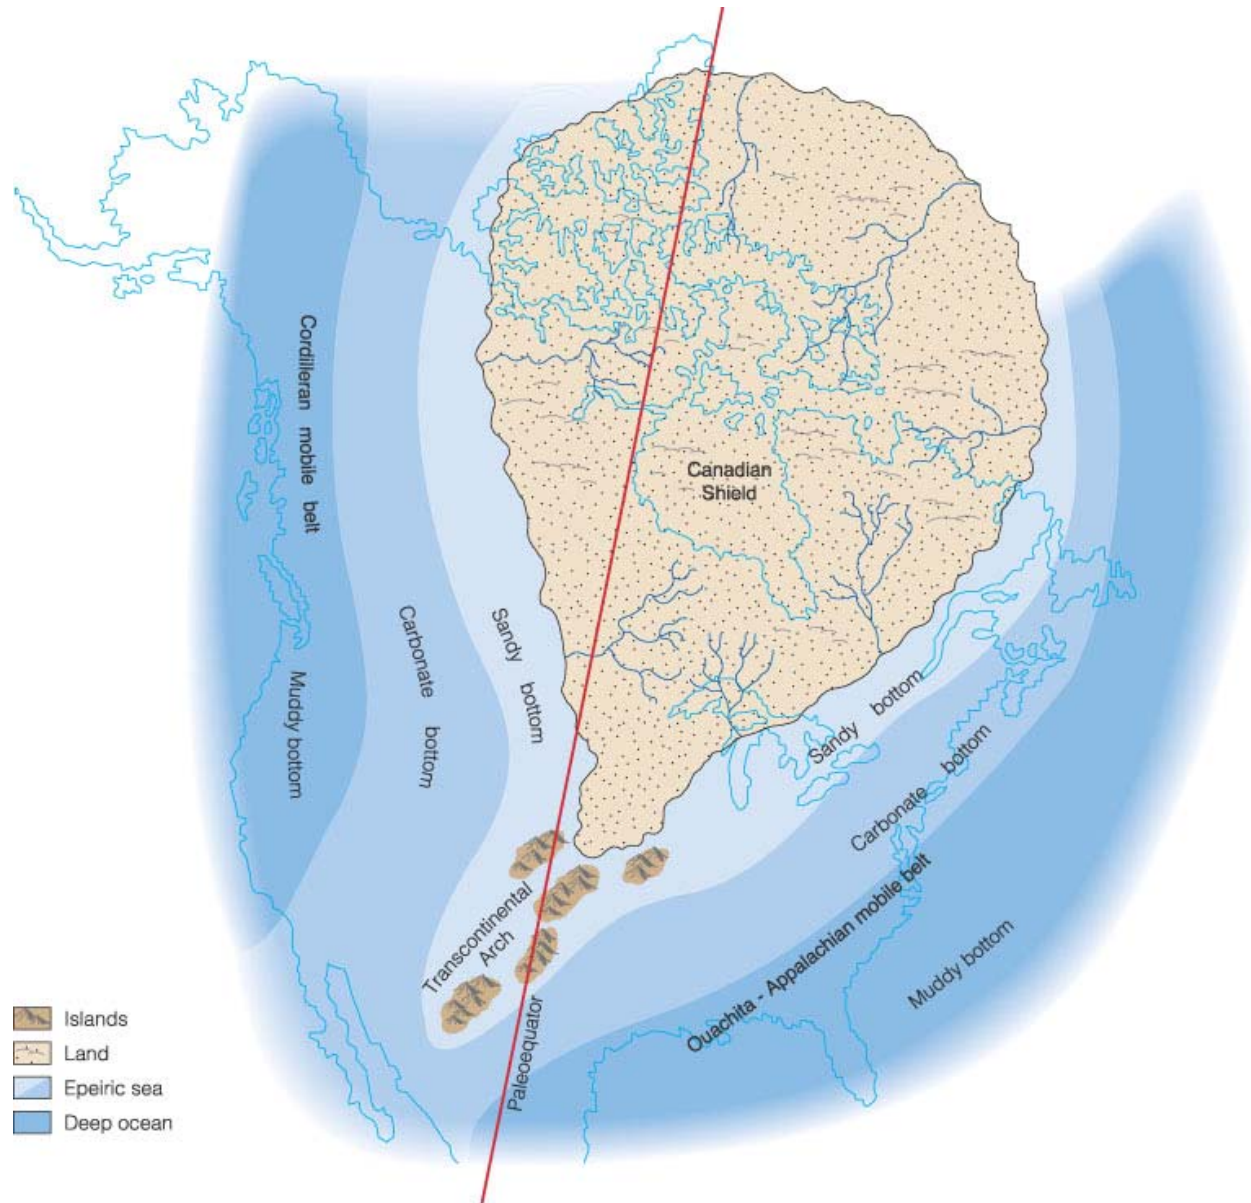 Canadian
Shield
Cordilleran mobile belt
Muddy bottom
Carbonate
bottom
Sandy
bottom
Sandy bottom
Carbonate bottom
Ouachita - Appalachian mobile belt
Muddy bottom
Transcontinental
Arch
Paleoequator
Islands
Land
Epeiric sea
Deep ocean